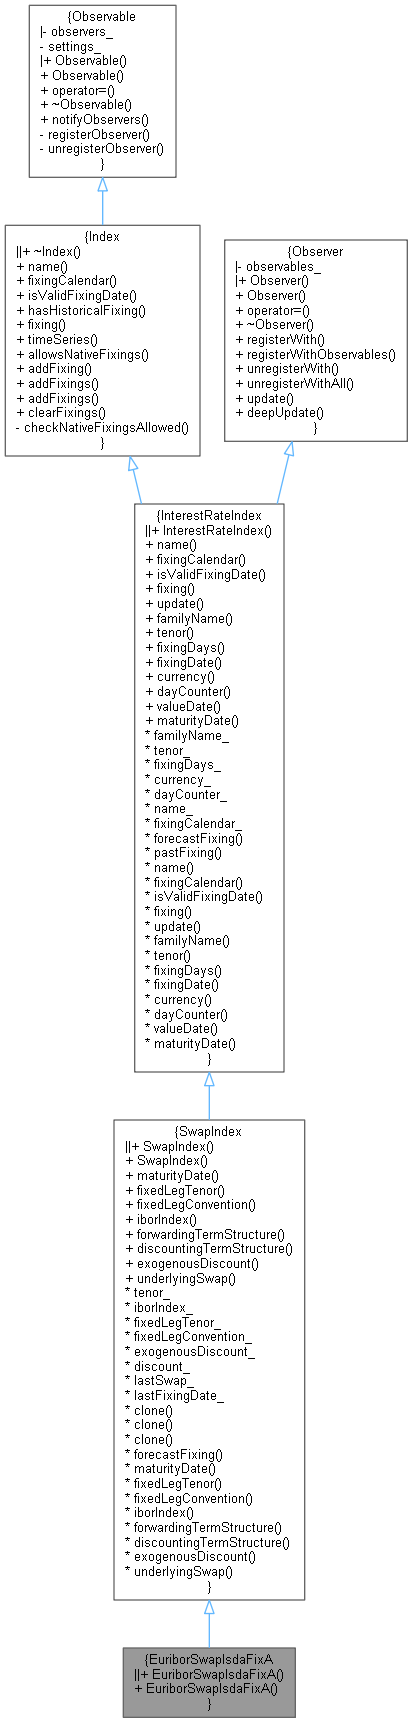 {Observable
|- observers_
- settings_
|+ Observable()
+ Observable()
+ operator=()
+ ~Observable()
+ notifyObservers()
- registerObserver()
- unregisterObserver()
}
{Index
||+ ~Index()
+ name()
+ fixingCalendar()
+ isValidFixingDate()
+ hasHistoricalFixing()
+ fixing()
+ timeSeries()
+ allowsNativeFixings()
+ addFixing()
+ addFixings()
+ addFixings()
+ clearFixings()
- checkNativeFixingsAllowed()
}
{Observer
|- observables_
|+ Observer()
+ Observer()
+ operator=()
+ ~Observer()
+ registerWith()
+ registerWithObservables()
+ unregisterWith()
+ unregisterWithAll()
+ update()
+ deepUpdate()
}
{InterestRateIndex
||+ InterestRateIndex()
+ name()
+ fixingCalendar()
+ isValidFixingDate()
+ fixing()
+ update()
+ familyName()
+ tenor()
+ fixingDays()
+ fixingDate()
+ currency()
+ dayCounter()
+ valueDate()
+ maturityDate()
* familyName_
* tenor_
* fixingDays_
* currency_
* dayCounter_
* name_
* fixingCalendar_
* forecastFixing()
* pastFixing()
* name()
* fixingCalendar()
* isValidFixingDate()
* fixing()
* update()
* familyName()
* tenor()
* fixingDays()
* fixingDate()
* currency()
* dayCounter()
* valueDate()
* maturityDate()
}
{SwapIndex
||+ SwapIndex()
+ SwapIndex()
+ maturityDate()
+ fixedLegTenor()
+ fixedLegConvention()
+ iborIndex()
+ forwardingTermStructure()
+ discountingTermStructure()
+ exogenousDiscount()
+ underlyingSwap()
* tenor_
* iborIndex_
* fixedLegTenor_
* fixedLegConvention_
* exogenousDiscount_
* discount_
* lastSwap_
* lastFixingDate_
* clone()
* clone()
* clone()
* forecastFixing()
* maturityDate()
* fixedLegTenor()
* fixedLegConvention()
* iborIndex()
* forwardingTermStructure()
* discountingTermStructure()
* exogenousDiscount()
* underlyingSwap()
}
{EuriborSwapIsdaFixA
||+ EuriborSwapIsdaFixA()
+ EuriborSwapIsdaFixA()
}